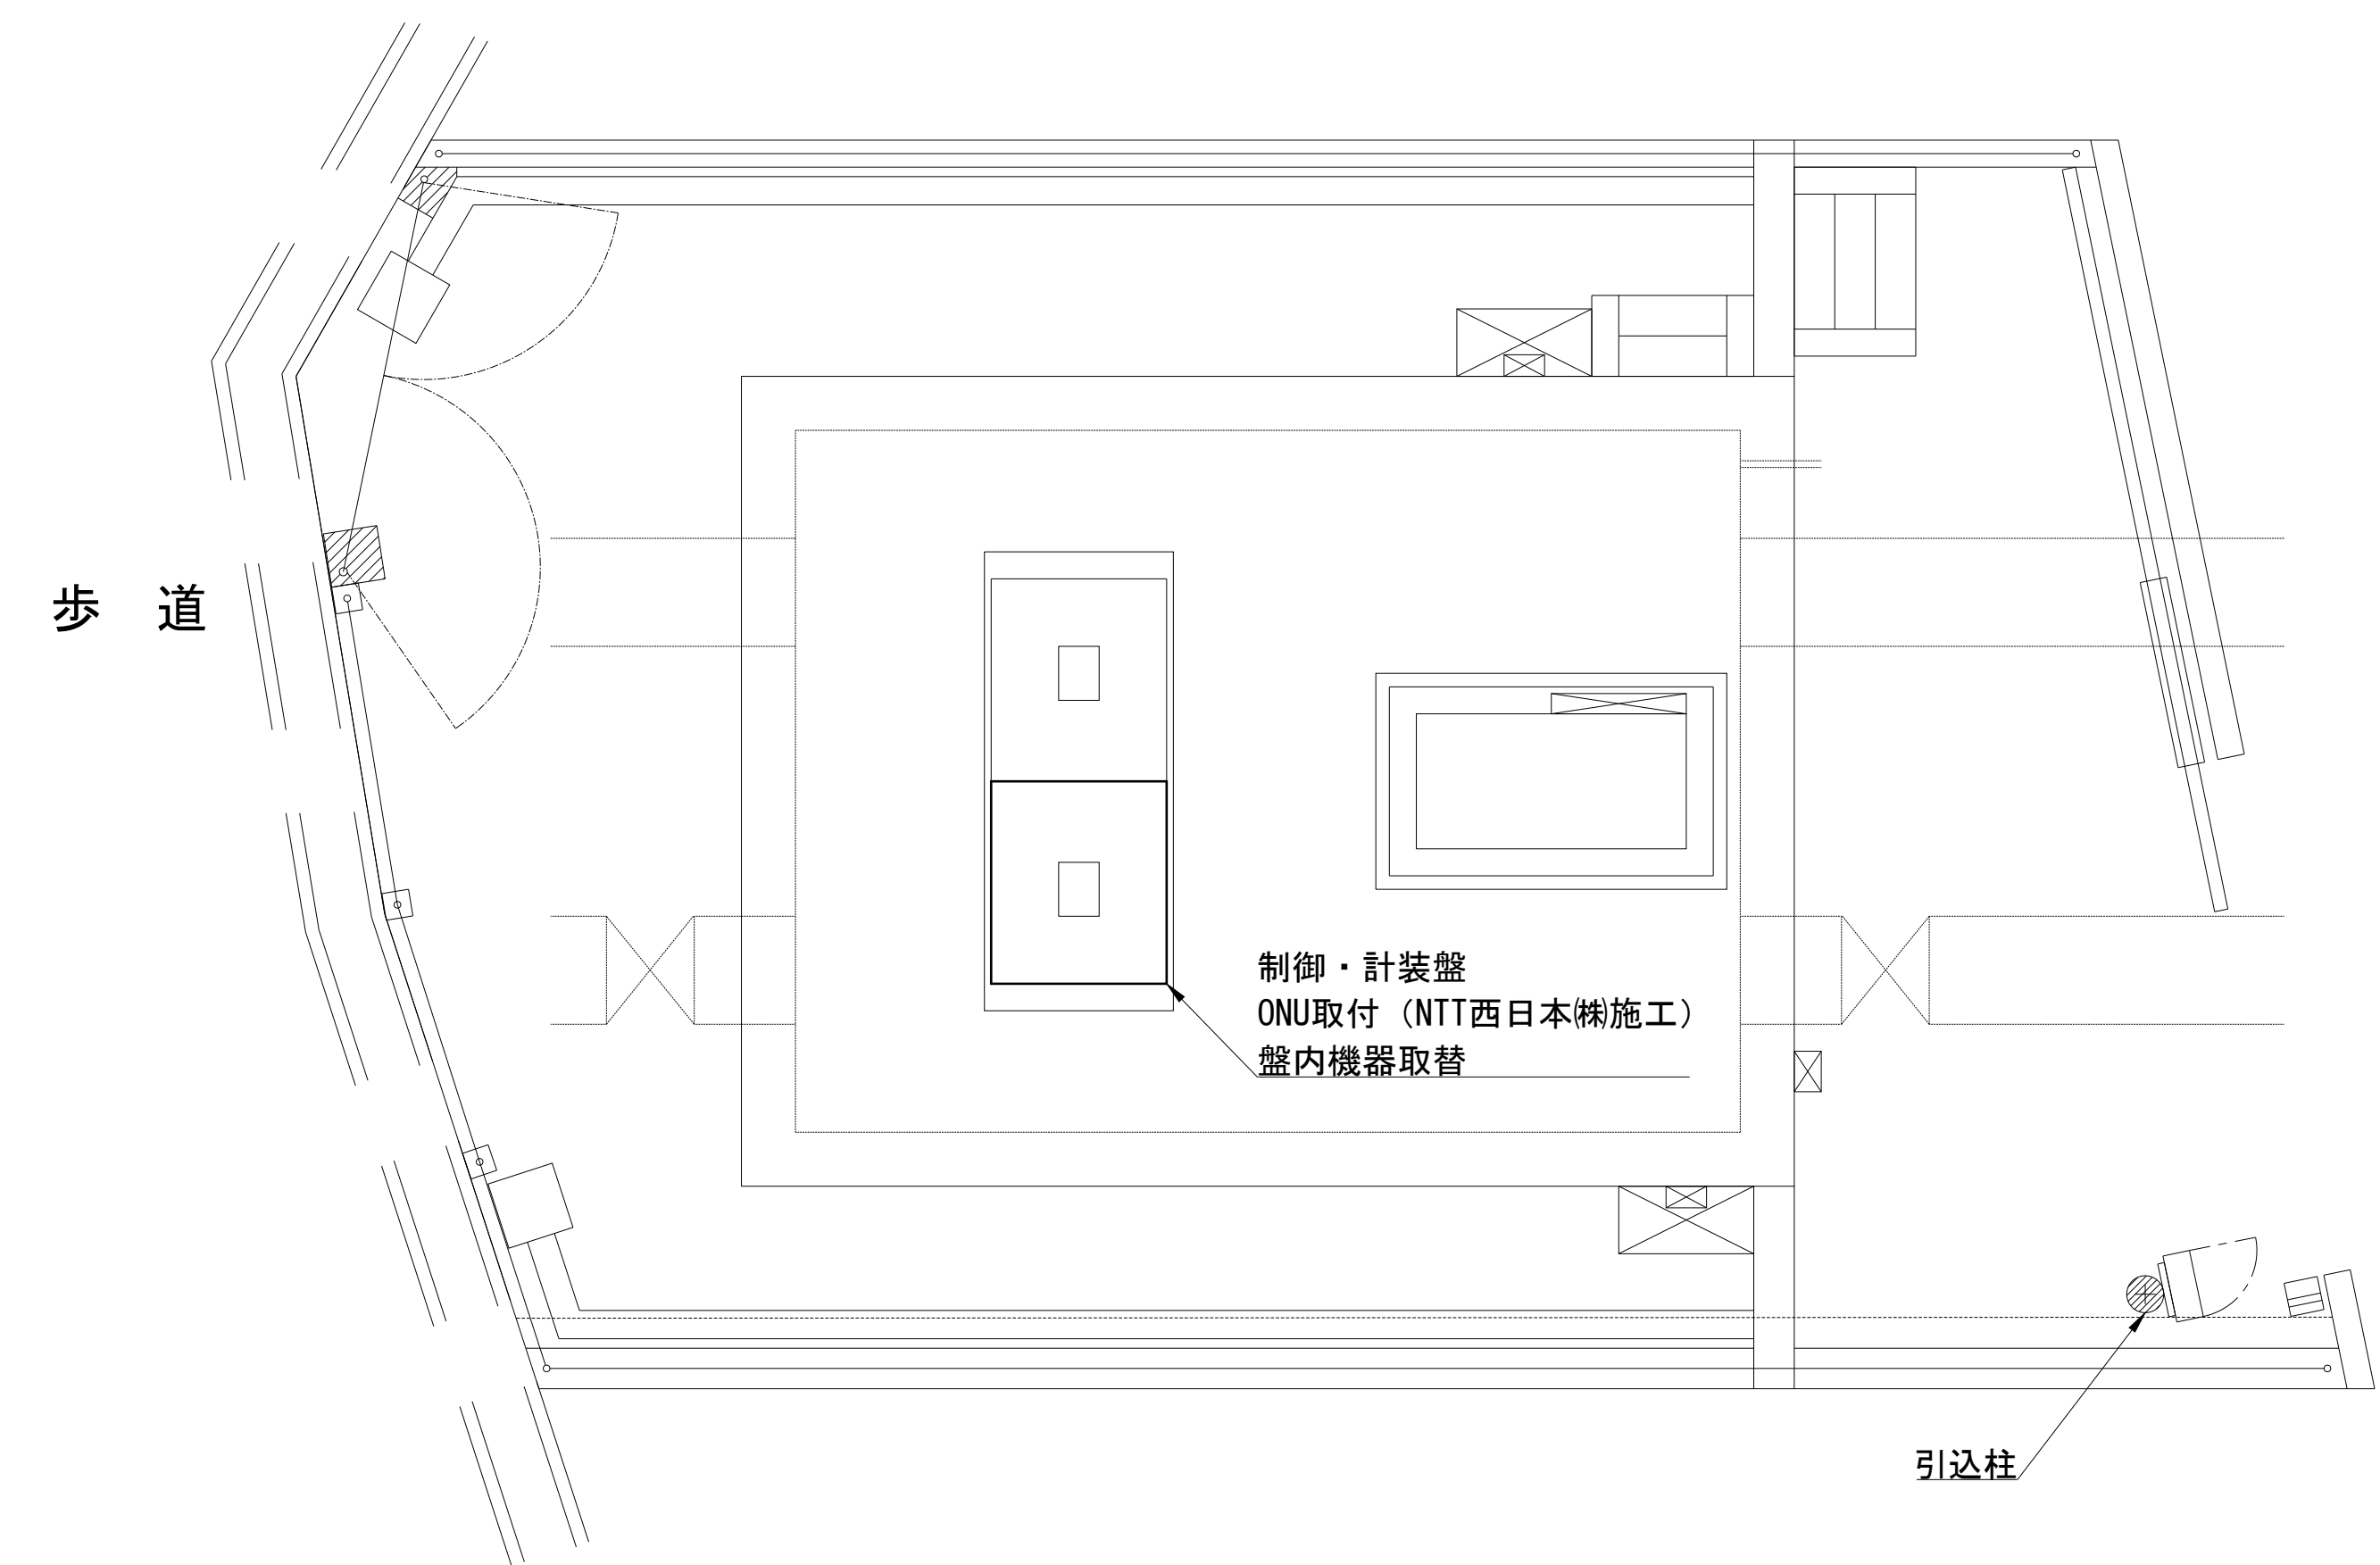 歩　道
制御・計装盤
ONU取付（NTT西日本㈱施工）
盤内機器取替
引込柱